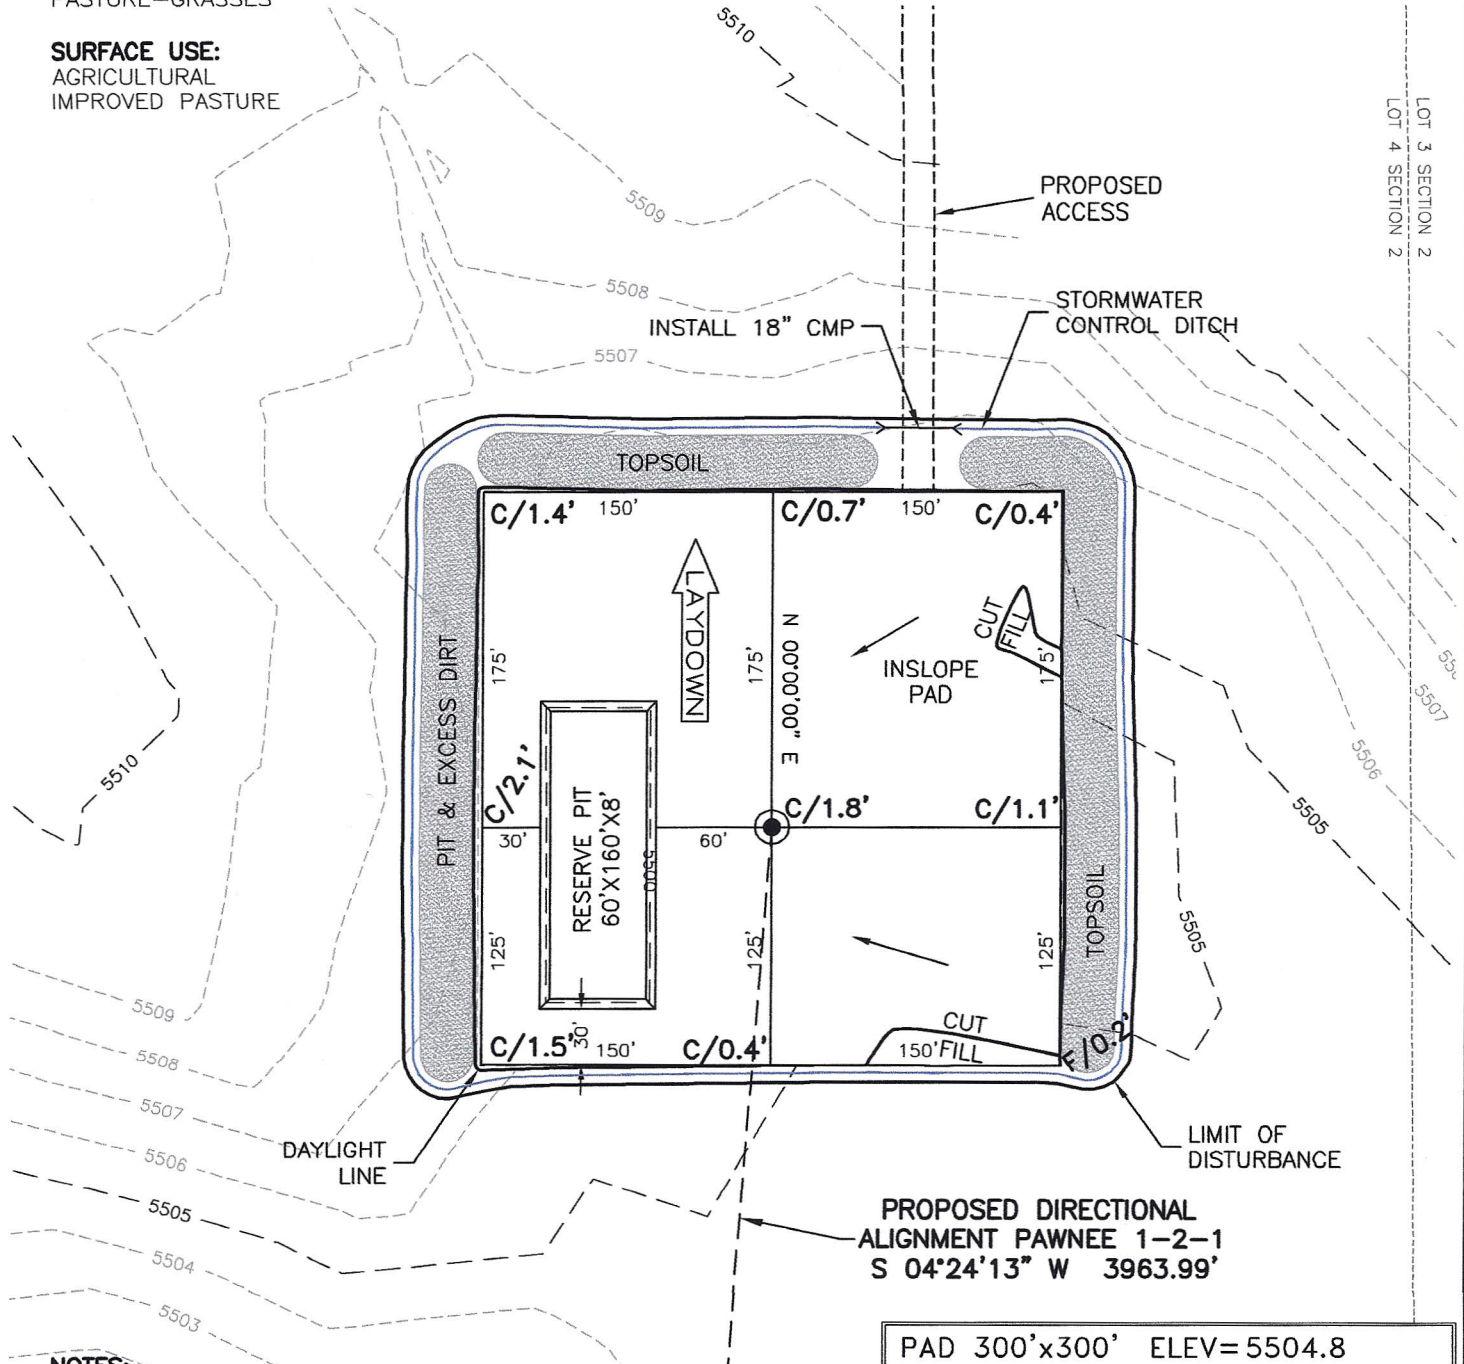 PASTURE-GRASSES
SURFACE USE:
AGRICULTURAL
IMPROVED PASTURE
5510
LOT 3 SECTION 2
LOT 4 SECTION 2
PROPOSED
ACCESS
5509
5508
STORMWATER
CONTROL DITCH
INSTALL 18" CMP
5507
TOPSOIL
C/1.4'
150'
C/0.7'
150'
C/0.4'
LAYDOWN
N 00°00'00" E
CUT
FILL
175'
175'
175'
INSLOPE
PAD
PIT & EXCESS DIRT
5507
5506
5510
5505
C/2.1'
C/1.8'
C/1.1'
30'
60'
RESERVE PIT
60'X160'X8'
5500
TOPSOIL
5505
125'
125'
125'
5509
CUT
FILL
C/1.5'
30'
150'
C/0.4'
150'
F/0.2'
5508
5507
5506
5505
5504
5503
DAYLIGHT
LINE
LIMIT OF
DISTURBANCE
PROPOSED DIRECTIONAL
ALIGNMENT PAWNEE 1-2-1
S 04°24'13" W 3963.99'
PAD 300'x300' ELEV=5504.8
NOTES: